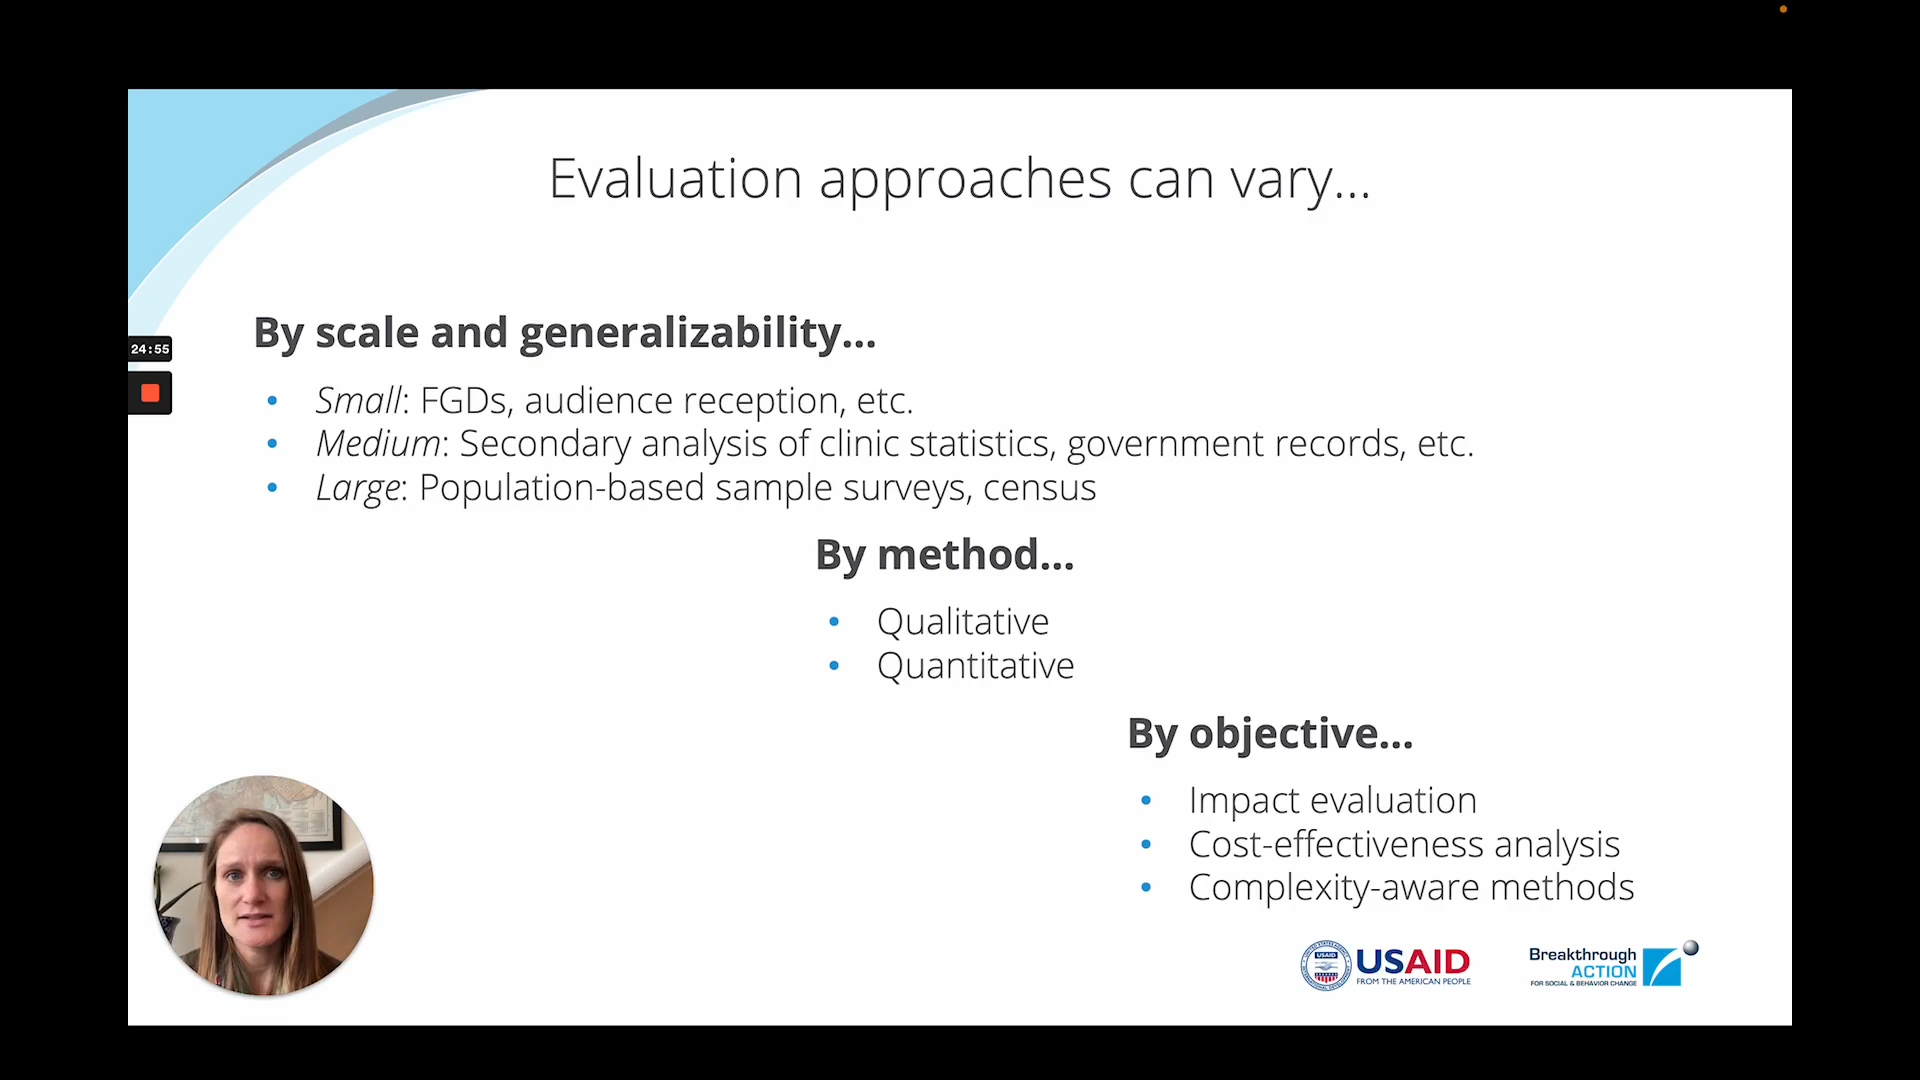 Evaluation approaches can vary...
By scale and generalizability...
24:55
• Small: FGDs, audience reception, etc.
• Medium: Secondary analysis of clinic statistics, government records, etc.
• Large: Population-based sample surveys, census
By method...
• Qualitative
• Quantitative
By objective...
• Impact evaluation
• Cost-effectiveness analysis
• Complexity-aware methods
USAID
USAID
FROM THE AMERICAN PEOPLE
Breakthrough
ACTION
FOR SOCIAL & BEHAVIOR CHANGE